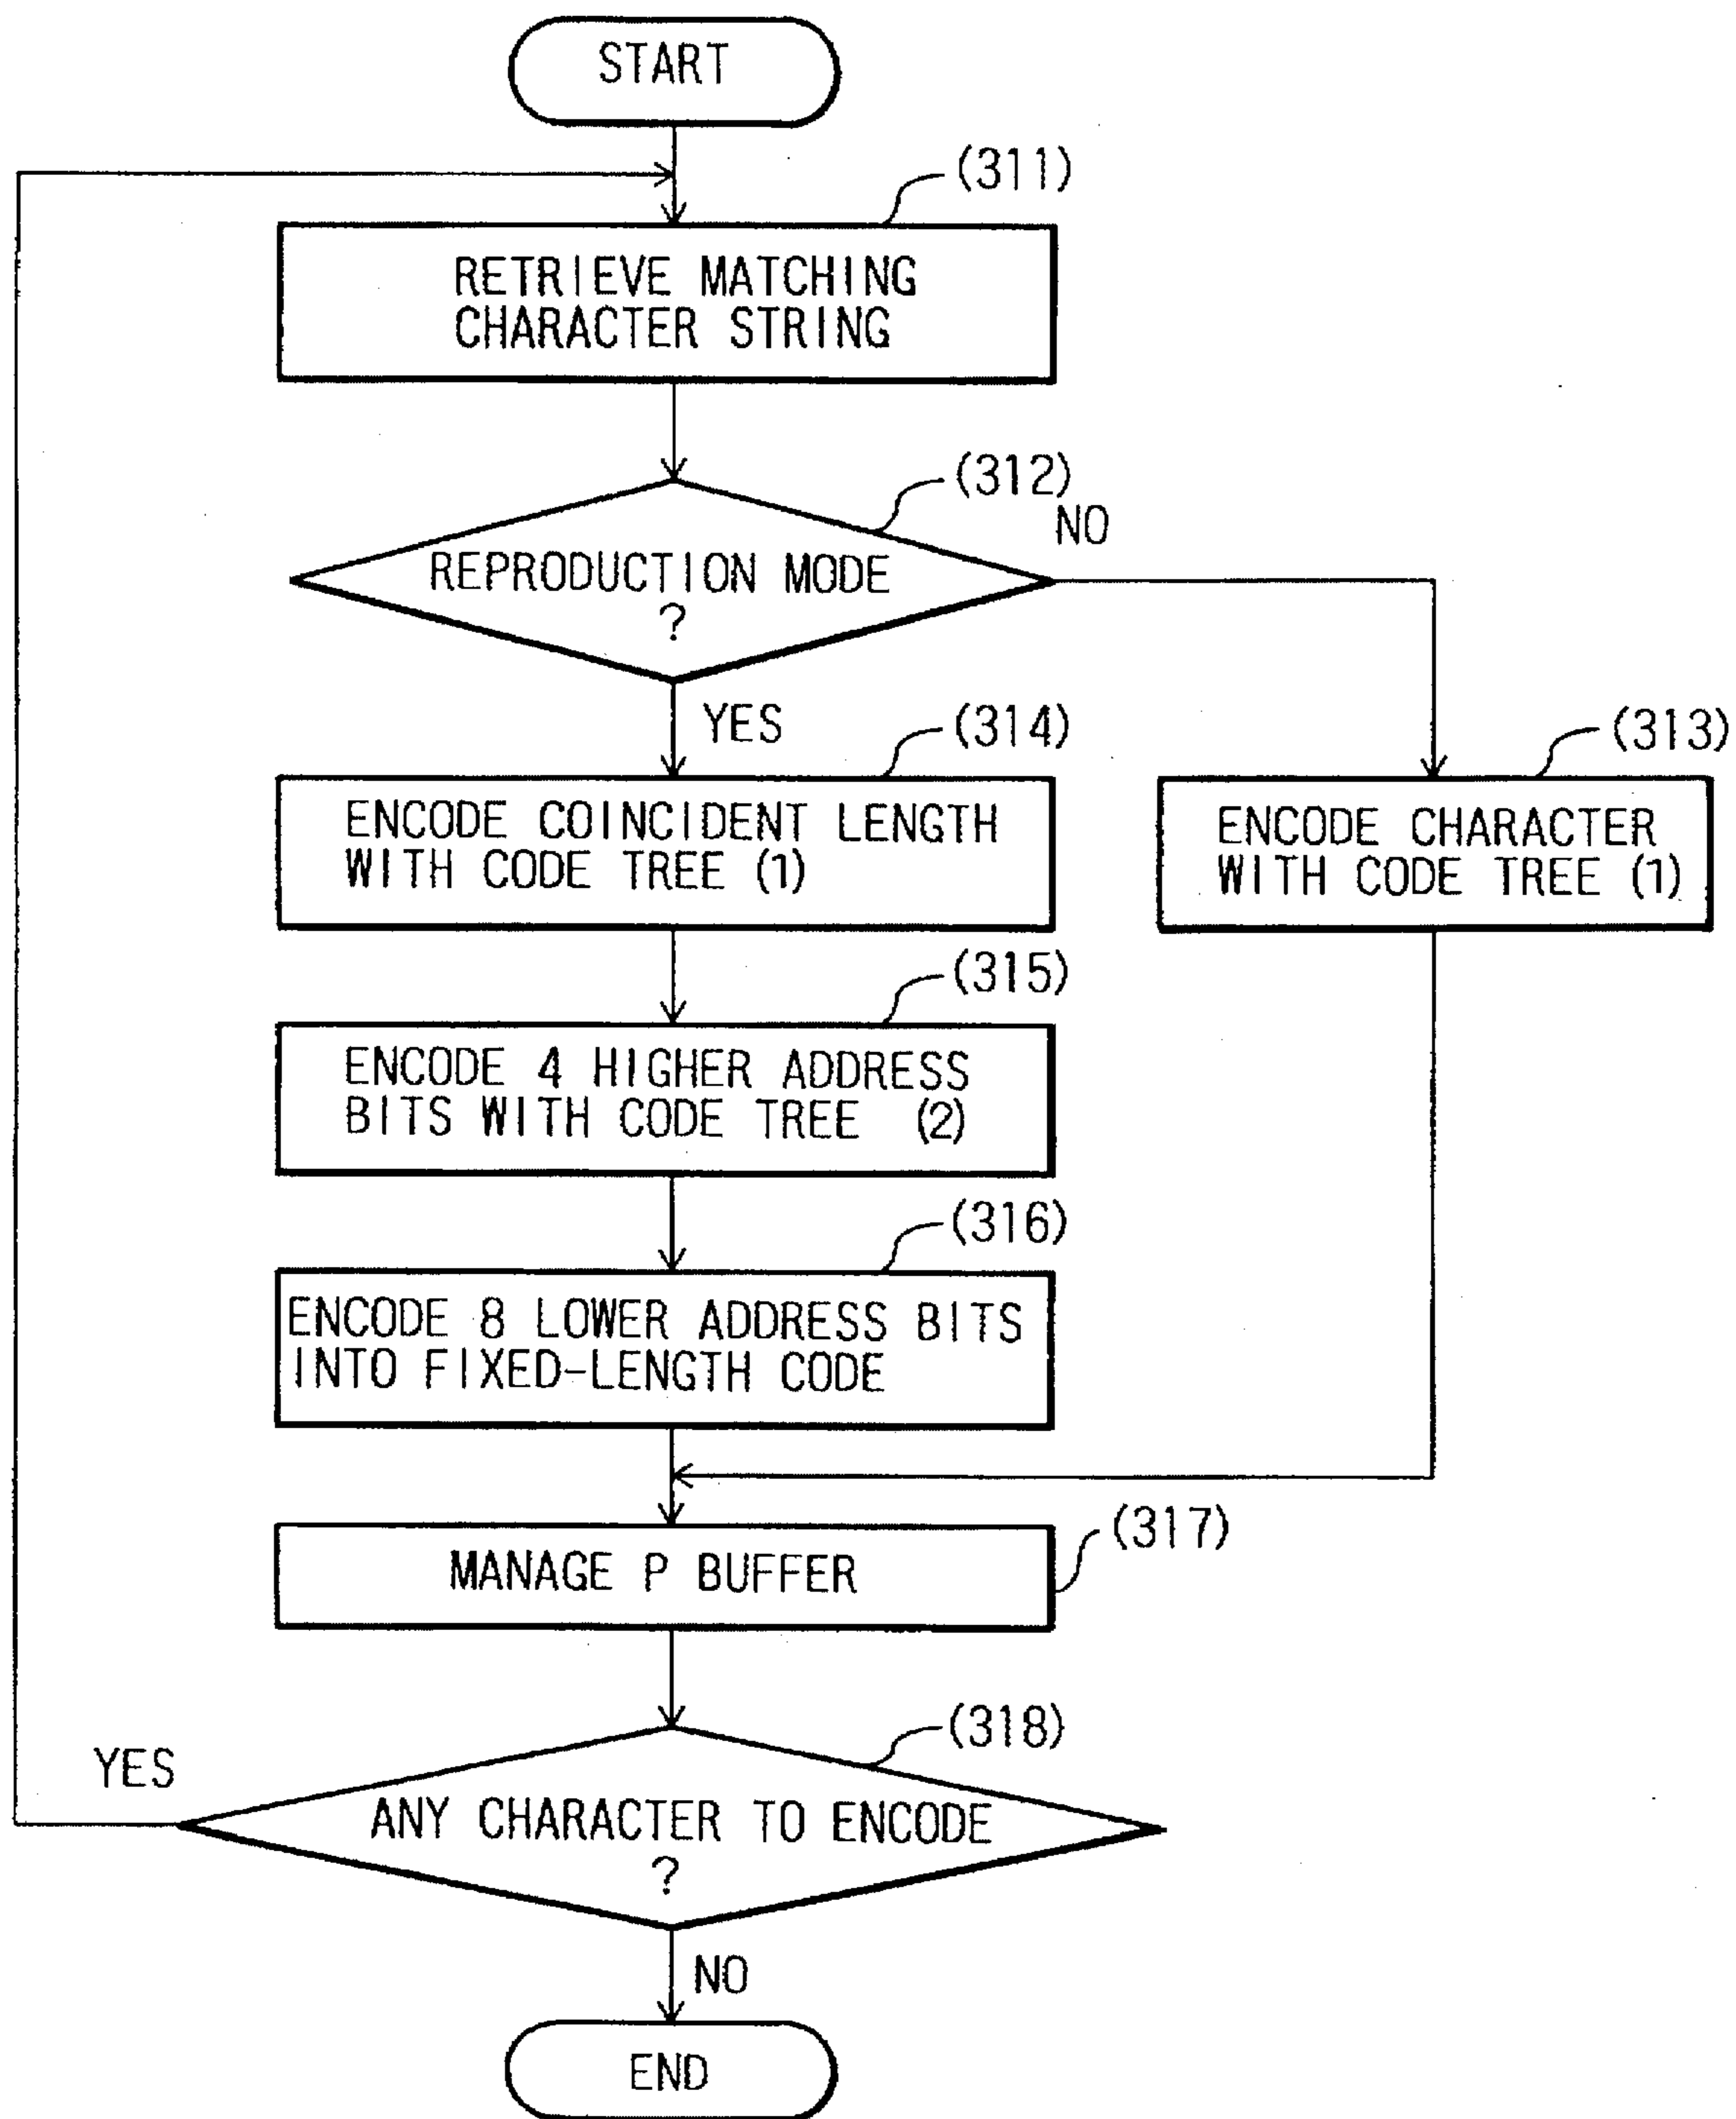 START
(311)
RETRIEVE MATCHING
CHARACTER STRING
(312)
NO
REPRODUCTION MODE
?
YES
(314)
(313)
ENCODE COINCIDENT LENGTH
WITH CODE TREE (1)
ENCODE CHARACTER
WITH CODE TREE (1)
(315)
ENCODE 4 HIGHER ADDRESS
BITS WITH CODE TREE (2)
(316)
ENCODE 8 LOWER ADDRESS BITS
INTO FIXED-LENGTH CODE
(317)
MANAGE P BUFFER
(318)
YES
ANY CHARACTER TO ENCODE
?
NO
END